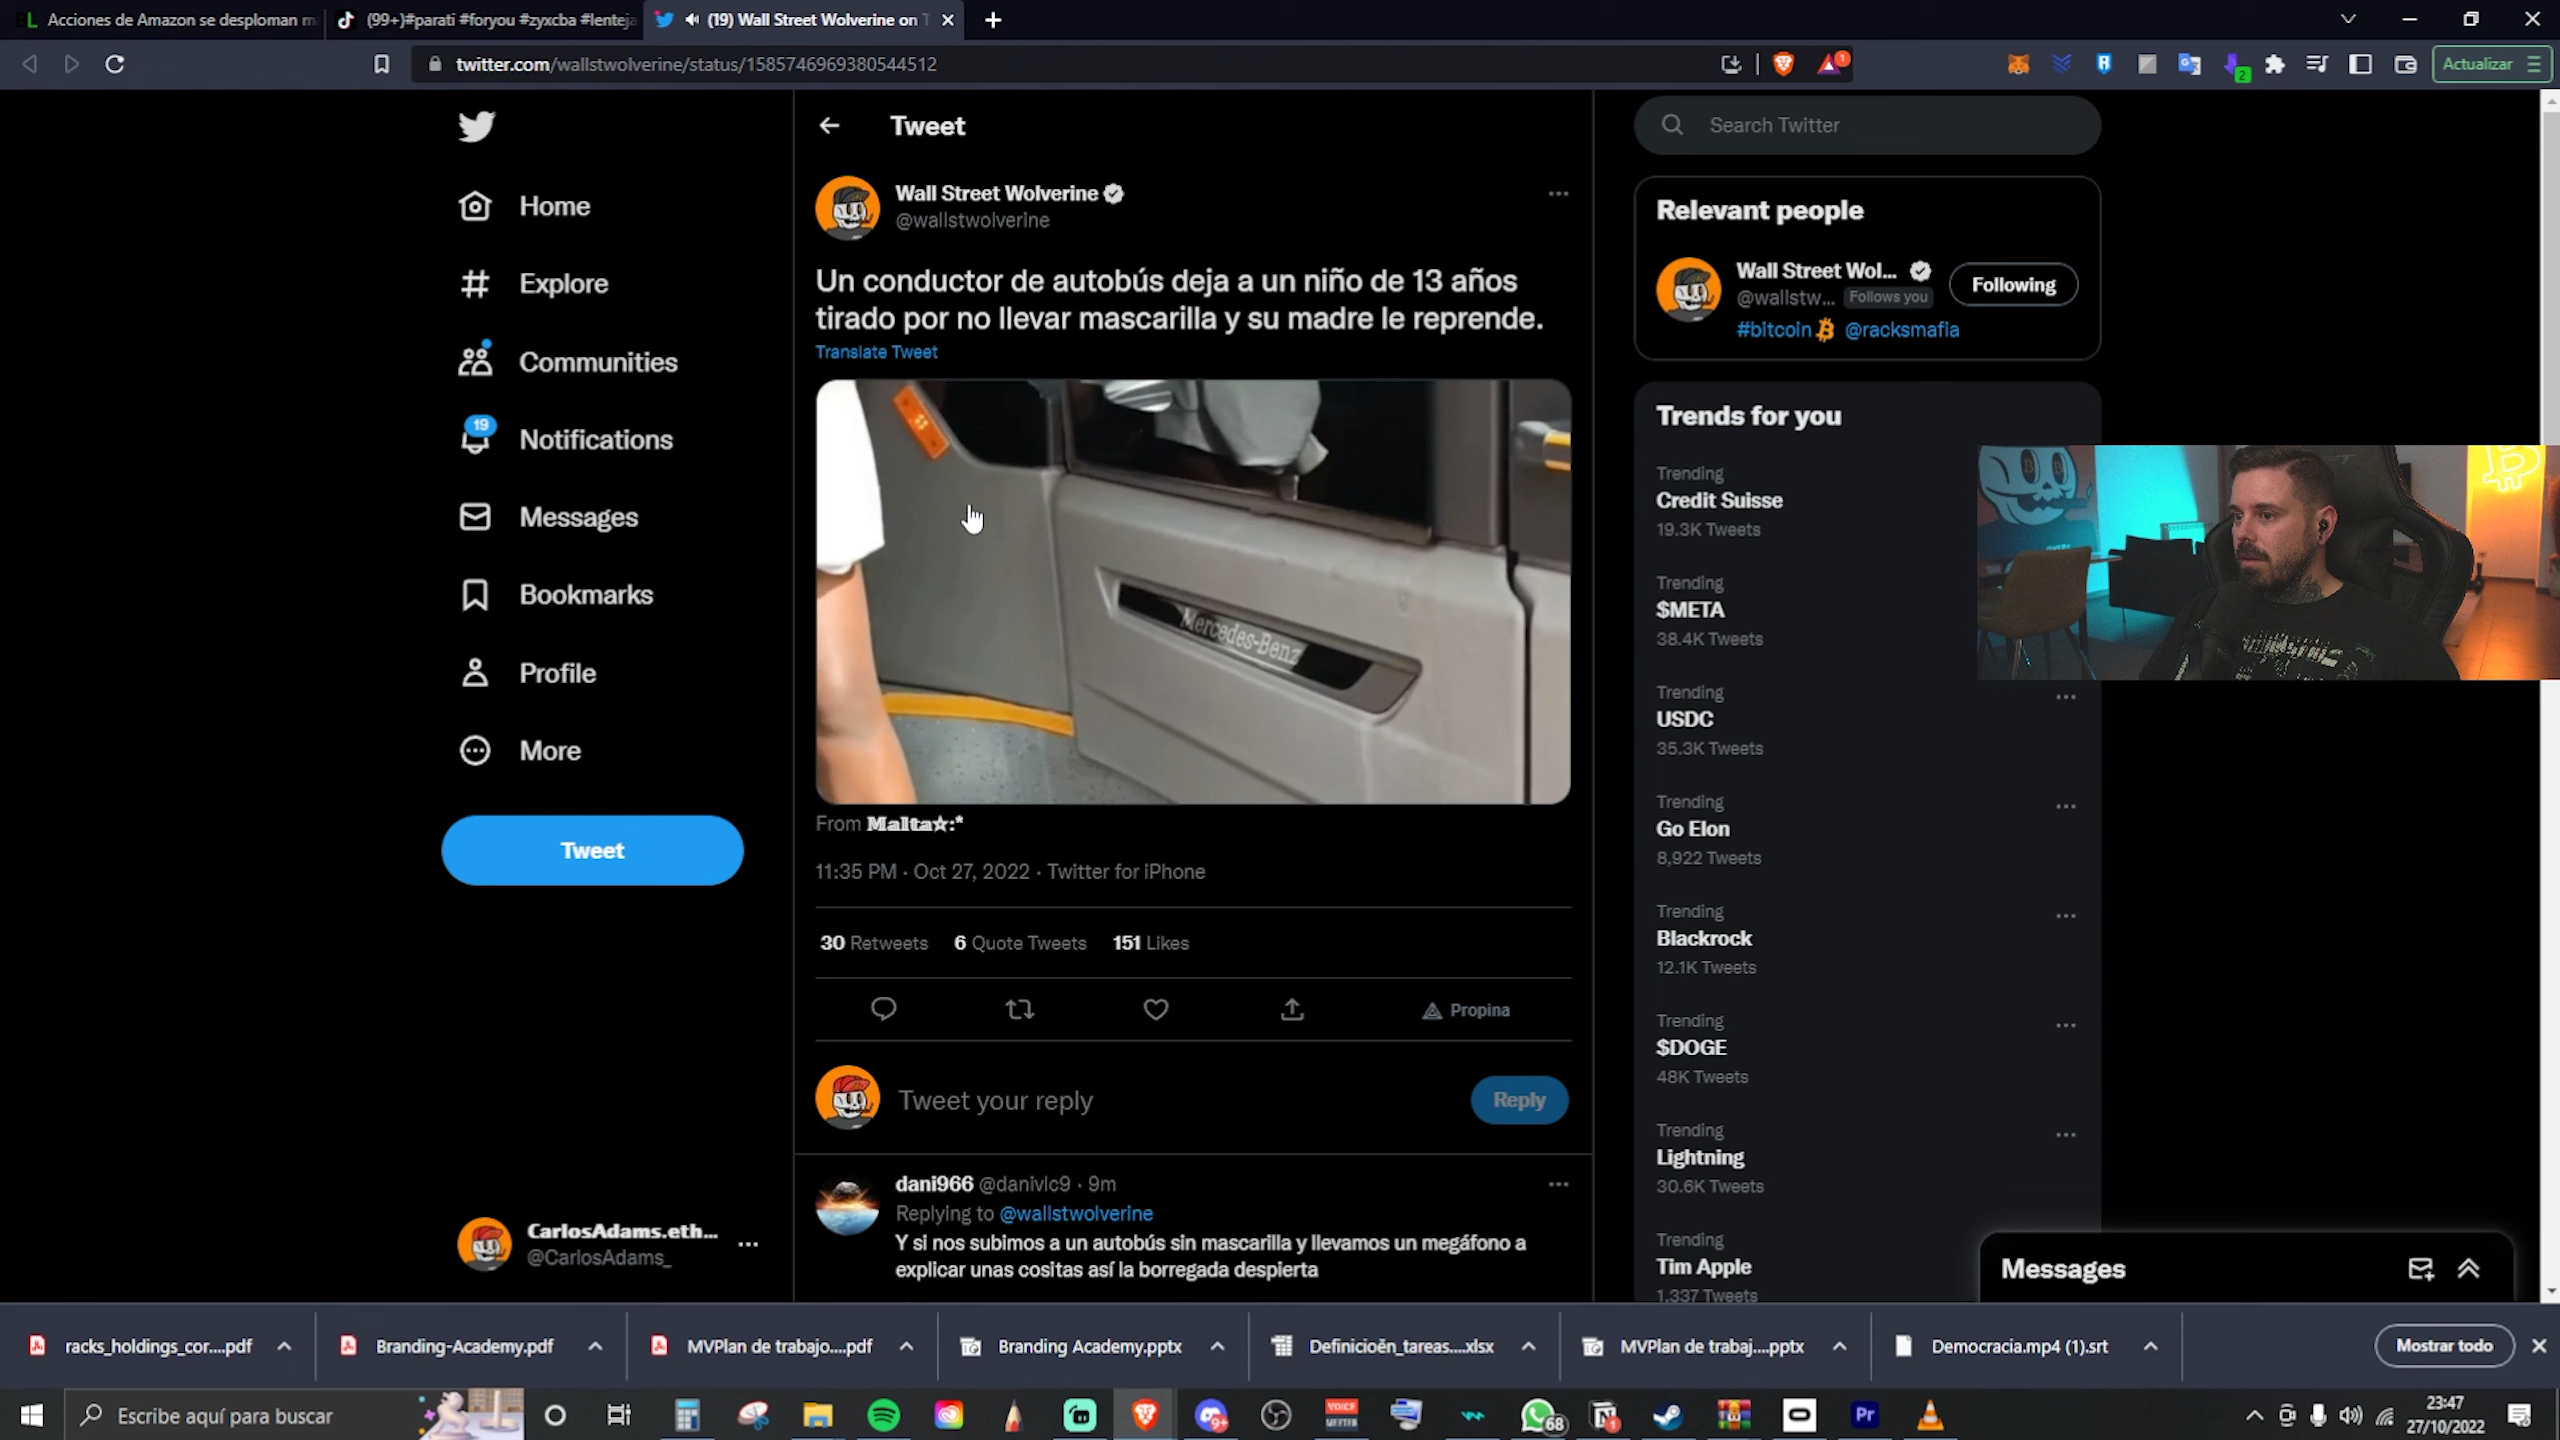 Acciones de Amazon se desploman m
(99+)#parati #foryou #zyxcba #lenteja
(19) Wall Street Wolverine on T
twitter.com/wallstwolverine/status/1585746969380544512
1
2
Actualizar
Home
Explore
Communities
19
Notifications
Messages
Bookmarks
Profile
More
Tweet
CarlosAdams.eth...
@CarlosAdams_
Tweet
Wall Street Wolverine
@wallstwolverine
Un conductor de autobús deja a un niño de 13 años
tirado por no llevar mascarilla y su madre le reprende.
Translate Tweet
Mercedes-Benz
From Malta☆:*
11:35 PM · Oct 27, 2022 · Twitter for iPhone
30 Retweets 6 Quote Tweets 151 Likes
Propina
Tweet your reply
Reply
dani966 @danivlc9 · 9m
Replying to @wallstwolverine
Y si nos subimos a un autobús sin mascarilla y llevamos un megáfono a
explicar unas cositas así la borregada despierta
Search Twitter
Relevant people
Wall Street Wol...
@wallstw... Follows you
Following
#bitcoin @racksmafia
Trends for you
Trending
Credit Suisse
19.3K Tweets
Trending
$META
38.4K Tweets
Trending
USDC
35.3K Tweets
Trending
Go Elon
8,922 Tweets
Trending
Blackrock
12.1K Tweets
Trending
$DOGE
48K Tweets
Trending
Lightning
30.6K Tweets
Trending
Tim Apple
1,337 Tweets
Messages
racks_holdings_cor....pdf
Branding-Academy.pdf
MVPlan de trabajo....pdf
Branding Academy.pptx
Definicioěn_tareas....xlsx
MVPlan de trabaj....pptx
Democracia.mp4 (1).srt
Mostrar todo
Escribe aquí para buscar
9+
VOICE
MEETER
68
1
Pr
23:47
27/10/2022